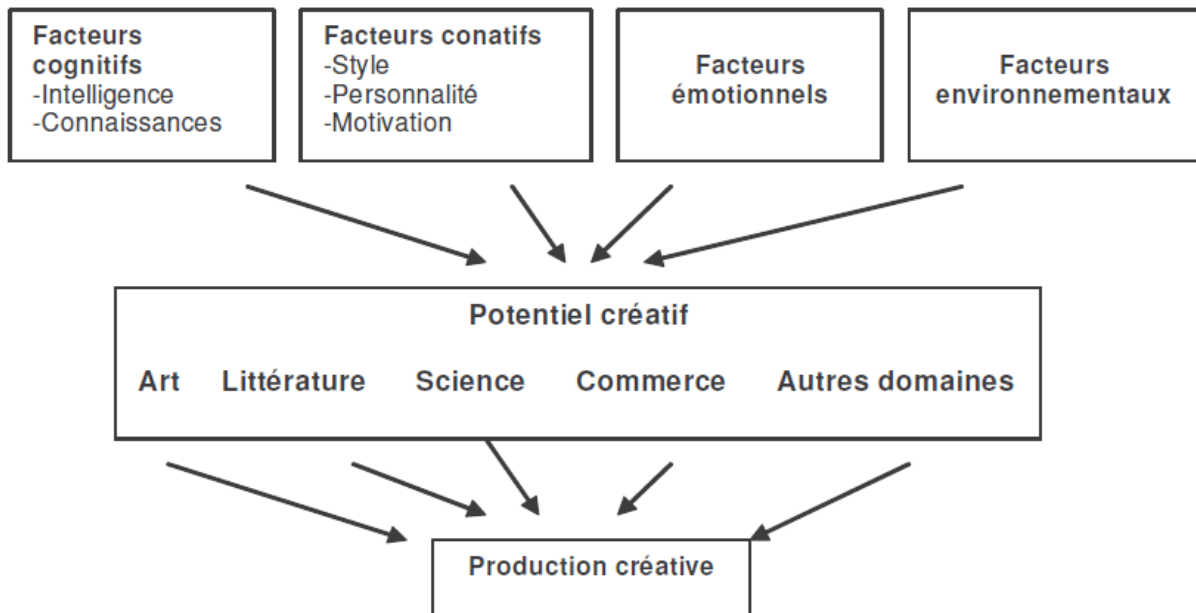 Facteurs
cognitifs
-Intelligence
-Connaissances
Facteurs conatifs
-Style
-Personnalité
-Motivation
Facteurs
émotionnels
Facteurs
environnementaux
Potentiel créatif
Art Littérature Science Commerce Autres domaines
Production créative